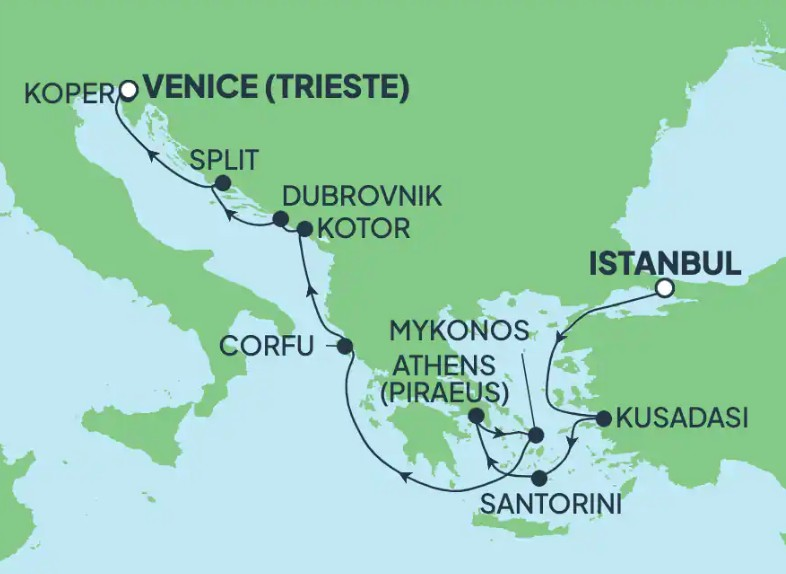 KOPER
VENICE (TRIESTE)
SPLIT
DUBROVNIK
KOTOR
ISTANBUL
MYKONOS
CORFU
ATHENS
(PIRAEUS)
KUSADASI
SANTORINI